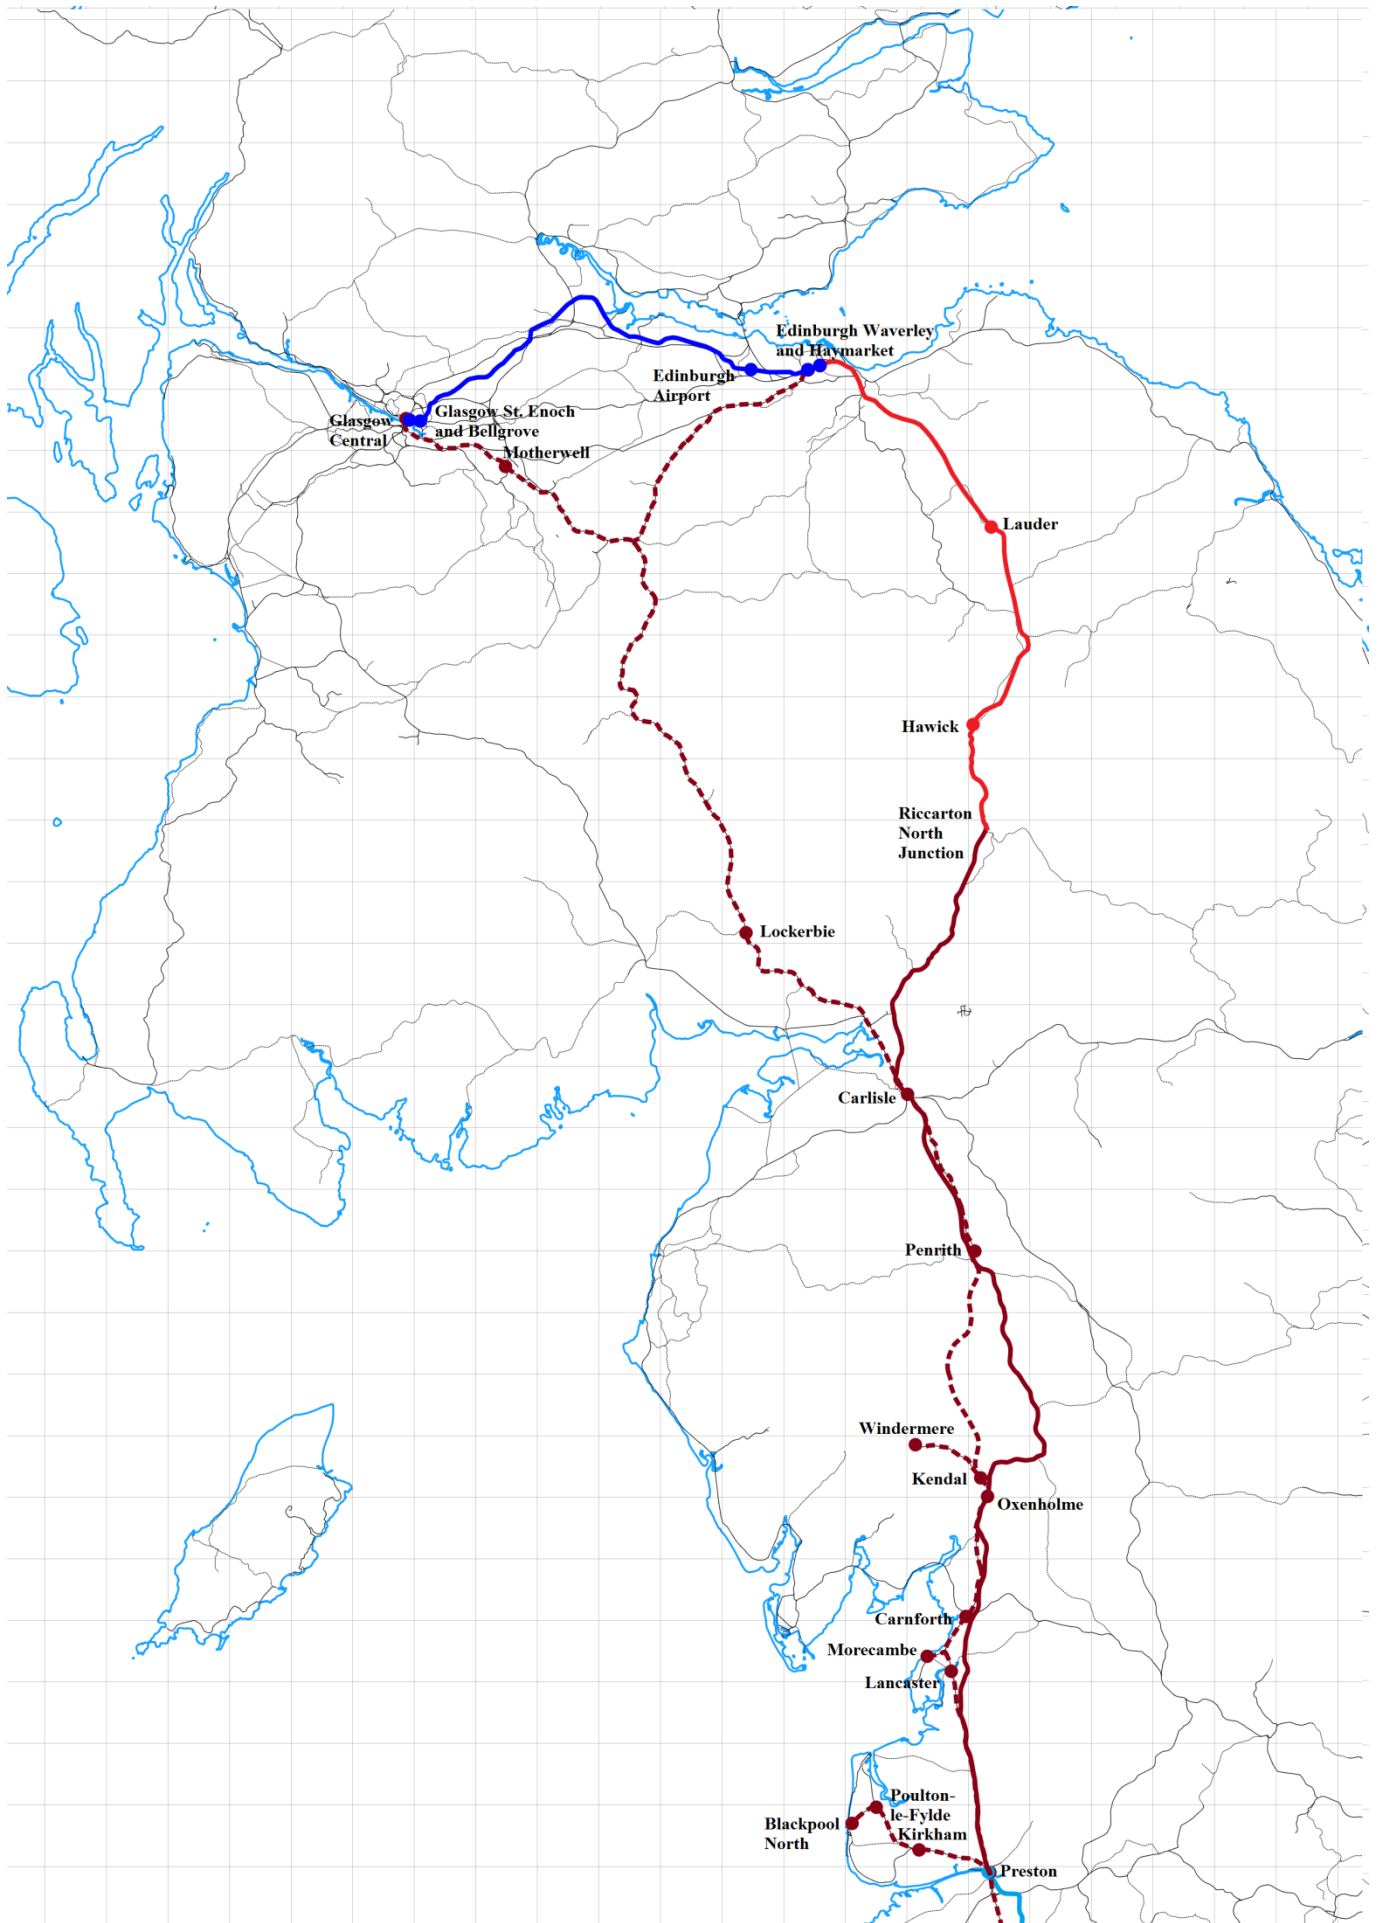 Edinburgh Waverley
and Haymarket
Edinburgh
Airport
Glasgow St. Enoch
and Bellgrove
Glasgow
Central
Motherwell
Lauder
Hawick
Riccarton
North
Junction
Lockerbie
Carlisle
Penrith
Windermere
Kendal
Oxenholme
Carnforth
Morecambe
Lancaster
Poulton-
le-Fylde
Blackpool
North
Kirkham
Preston